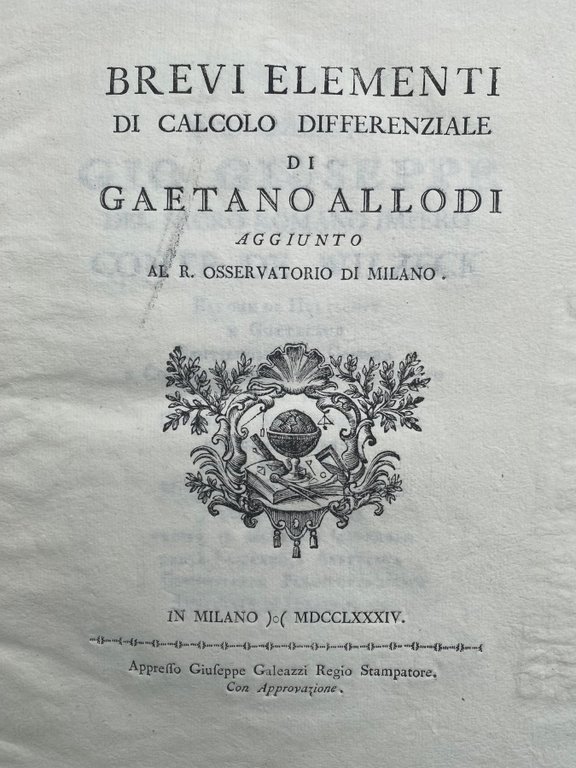 BREVI ELEMENTI
DI CALCOLO DIFFERENZIALE
DI
GAETANO ALLODI
AGGIUNTO
AL R. OSSERVATORIO DI MILANO.
IN MILANO )o( MDCCLXXXIV.
Appreſſo Giuſeppe Galeazzi Regio Stampatore.
Con Approvazione.